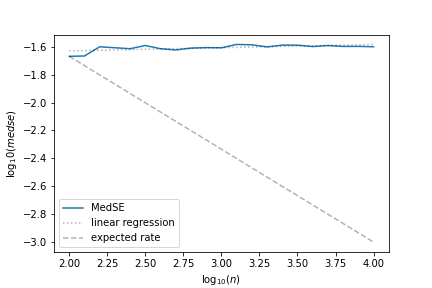 −1.6
−1.8
−2.0
−2.2
−2.4
−2.6
−2.8
−3.0
log₁0(medse)
MedSE
linear regression
expected rate
2.00 2.25 2.50 2.75 3.00 3.25 3.50 3.75 4.00
log₁₀(n)